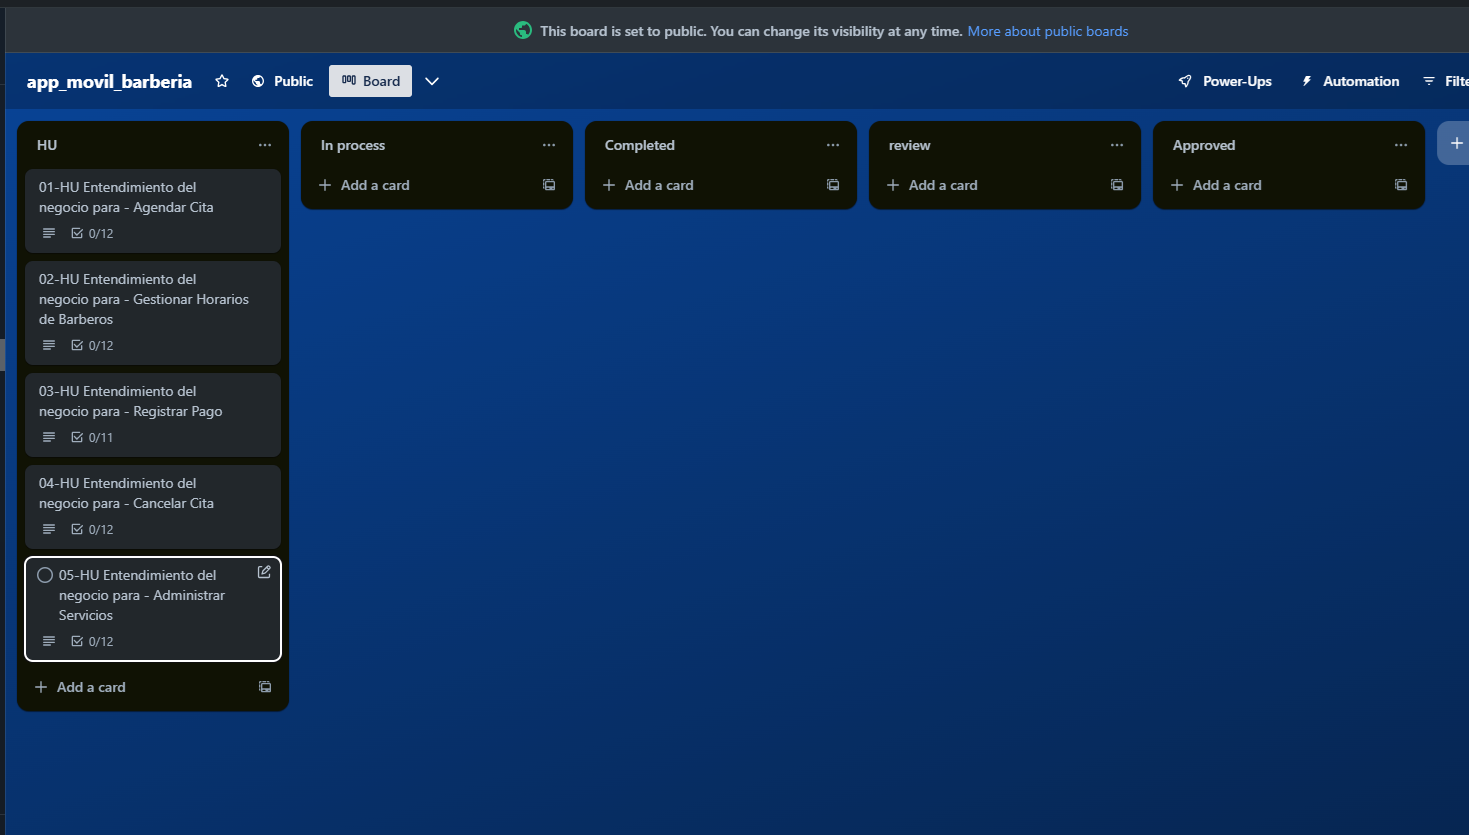 This board is set to public. You can change its visibility at any time. More about public boards
app_movil_barberia Public Board Power-Ups Automation Filte
HU
01-HU Entendimiento del
negocio para - Agendar Cita
0/12
02-HU Entendimiento del
negocio para - Gestionar Horarios
de Barberos
0/12
03-HU Entendimiento del
negocio para - Registrar Pago
0/11
04-HU Entendimiento del
negocio para - Cancelar Cita
0/12
05-HU Entendimiento del
negocio para - Administrar
Servicios
0/12
Add a card
In process
Add a card
Completed
Add a card
review
Add a card
Approved
Add a card